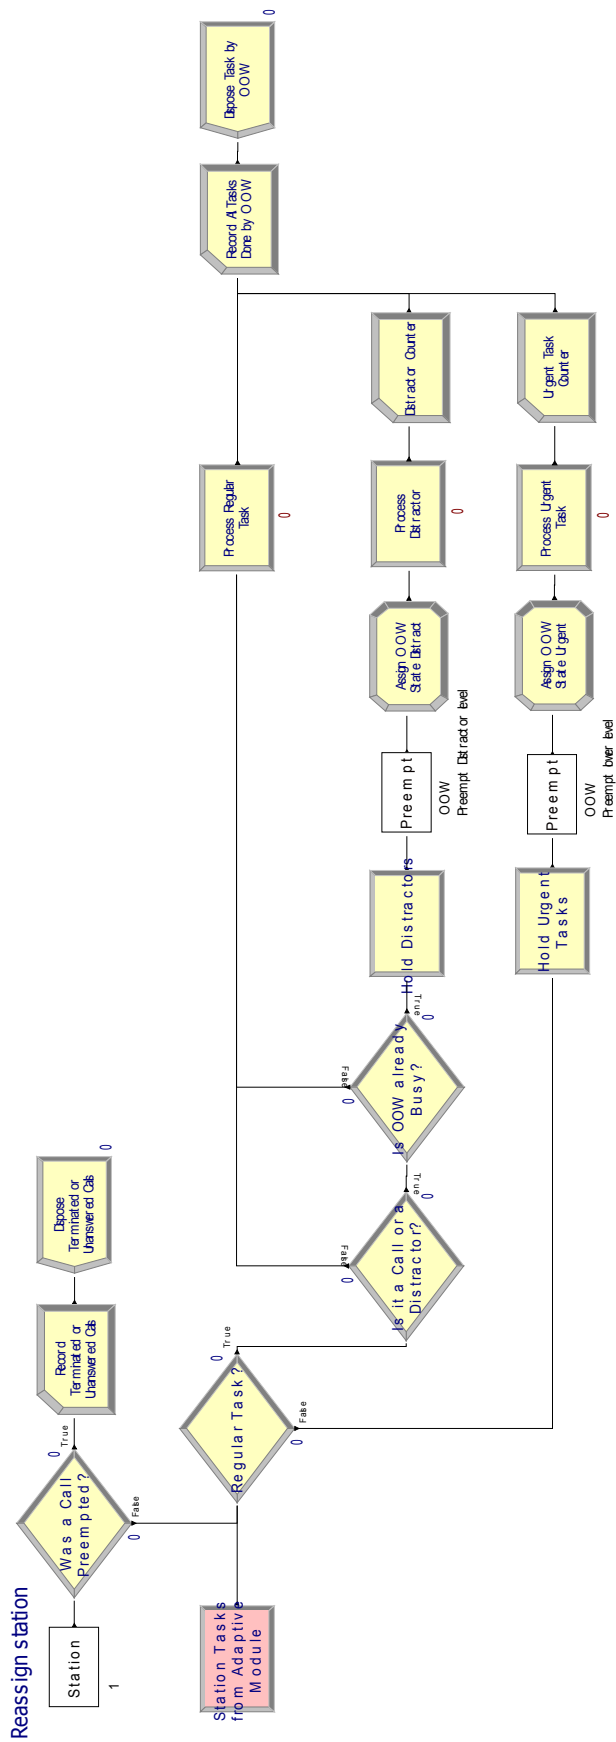 Reassign station
Station
1
Was a Call
Preempted?
True
0
False
0
Record
Terminated or
Unanswered Calls
Dispose
Terminated or
Unanswered Calls
0
Station Tasks
from Adaptive
Module
Regular Task?
True
0
False
0
Is it a Call or a
Distractor?
True
0
False
0
Is OOW already
Busy?
True
0
False
0
Process Regular
Task
0
Record All Tasks
Done by OOW
Dispose Task by
OOW
0
Hold Distractors
Preempt
OOW
Preempt Distractor level
Assign OOW
State Distract
Process
Distractor
0
Distractor Counter
Hold Urgent
Tasks
Preempt
OOW
Preempt lower level
Assign OOW
State Urgent
Process Urgent
Task
0
Urgent Task
Counter